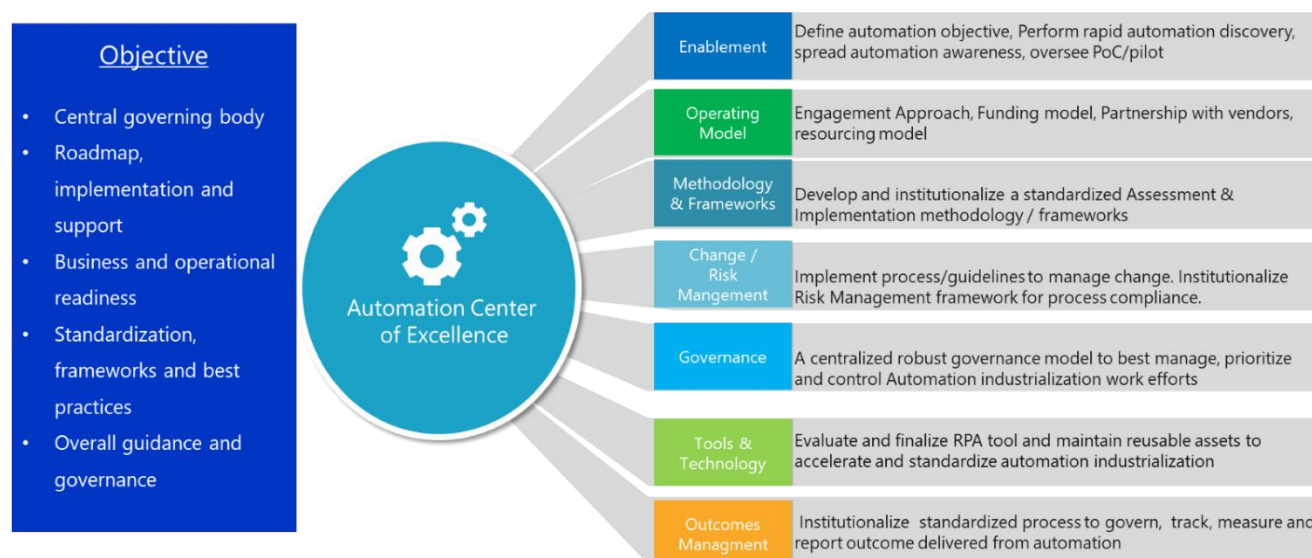 Objective
• Central governing body
• Roadmap,
implementation and
support
• Business and operational
readiness
• Standardization,
frameworks and best
practices
• Overall guidance and
governance
Automation Center
of Excellence
Enablement
Define automation objective, Perform rapid automation discovery,
spread automation awareness, oversee PoC/pilot
Operating
Model
Engagement Approach, Funding model, Partnership with vendors,
resourcing model
Methodology
& Frameworks
Develop and institutionalize a standardized Assessment &
Implementation methodology / frameworks
Change /
Risk
Mangement
Implement process/guidelines to manage change. Institutionalize
Risk Management framework for process compliance.
Governance
A centralized robust governance model to best manage, prioritize
and control Automation industrialization work efforts
Tools &
Technology
Evaluate and finalize RPA tool and maintain reusable assets to
accelerate and standardize automation industrialization
Outcomes
Managment
Institutionalize standardized process to govern, track, measure and
report outcome delivered from automation